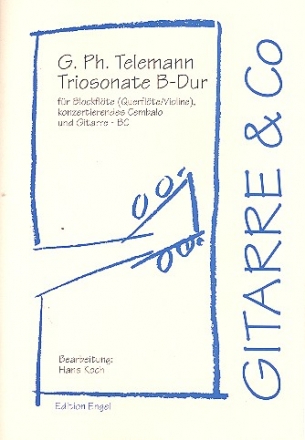 G. Ph. Telemann
Triosonate B-Dur
für Blockflöte (Querflöte/Violine),
konzertierendes Cembalo
und Gitarre - BC
GITARRE & CO
Bearbeitung:
Hans Koch
Edition Engel